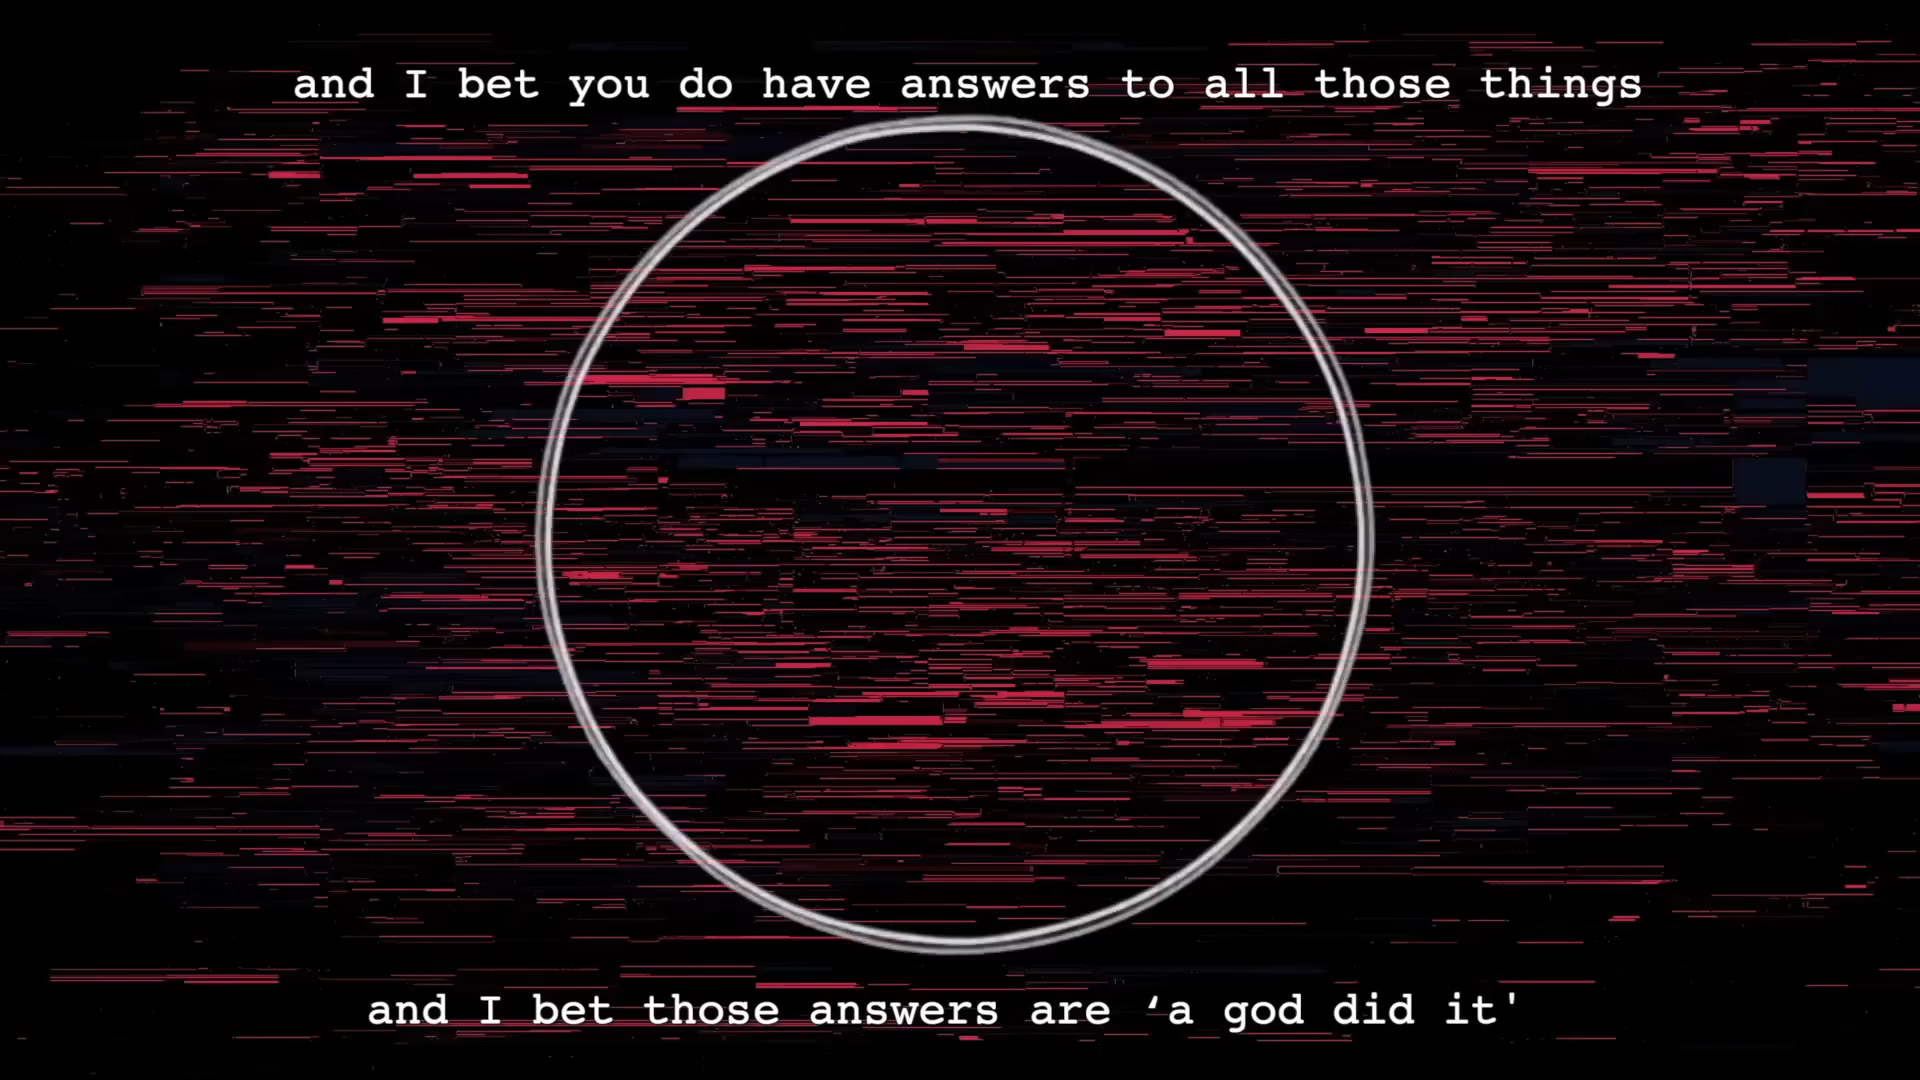 and I bet you do have answers to all those things
and I bet those answers are ‘a god did it'